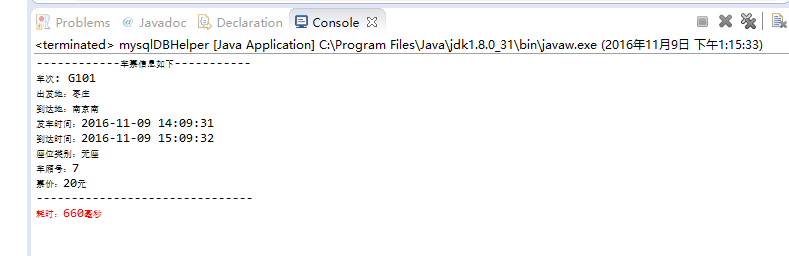 Problems @ Javadoc Declaration Console
<terminated> mysqlDBHelper [Java Application] C:\Program Files\Java\jdk1.8.0_31\bin\javaw.exe (2016年11月9日 下午1:15:33)
------------车票信息如下-----------
车次: G101
出发地：枣庄
到达地：南京南
发车时间：2016-11-09 14:09:31
到达时间：2016-11-09 15:09:32
座位类别：无座
车厢号：7
票价：20元
-------------------------------
耗时：660毫秒